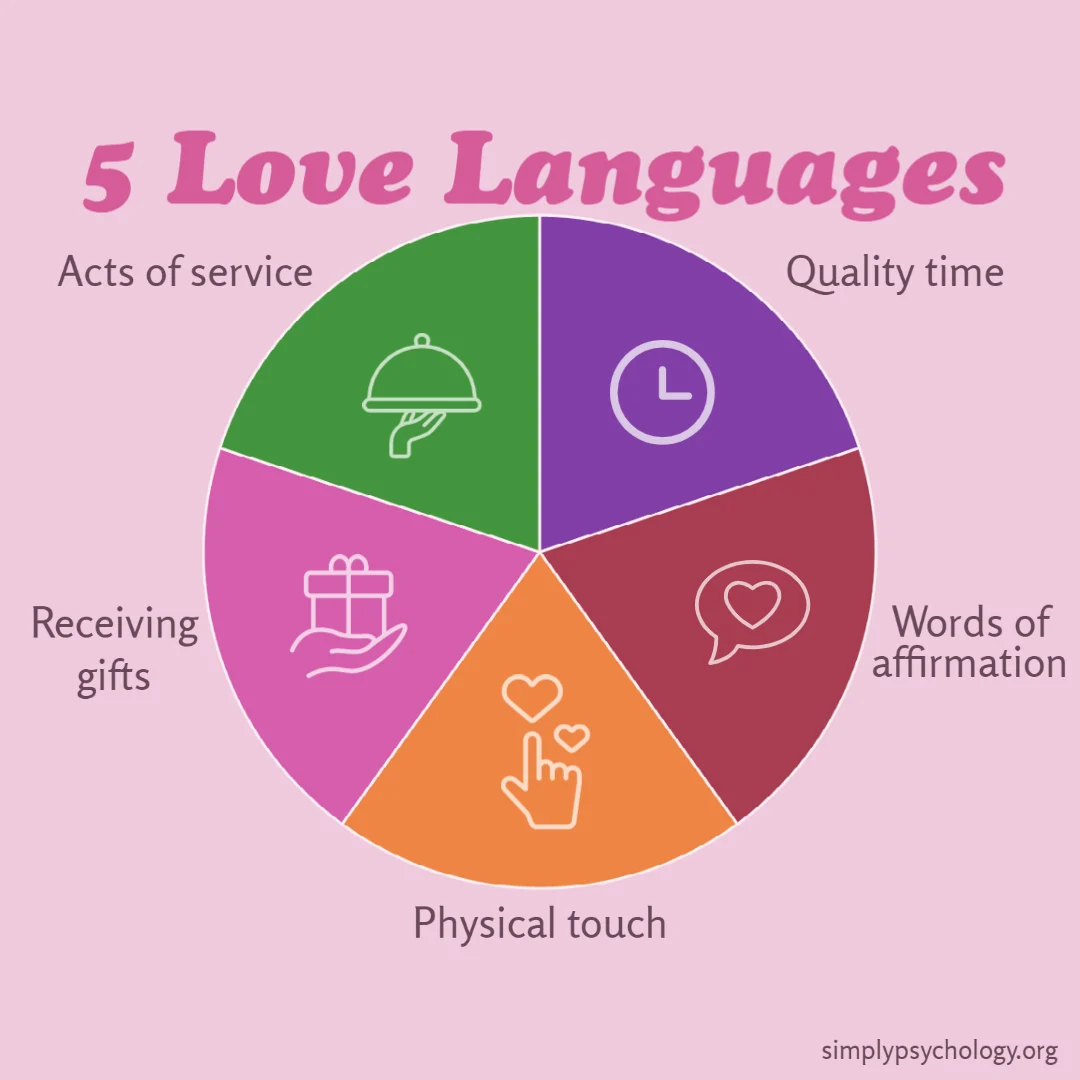 5 Love Languages
Acts of service
Quality time
Receiving
gifts
Words of
affirmation
Physical touch
simplypsychology.org